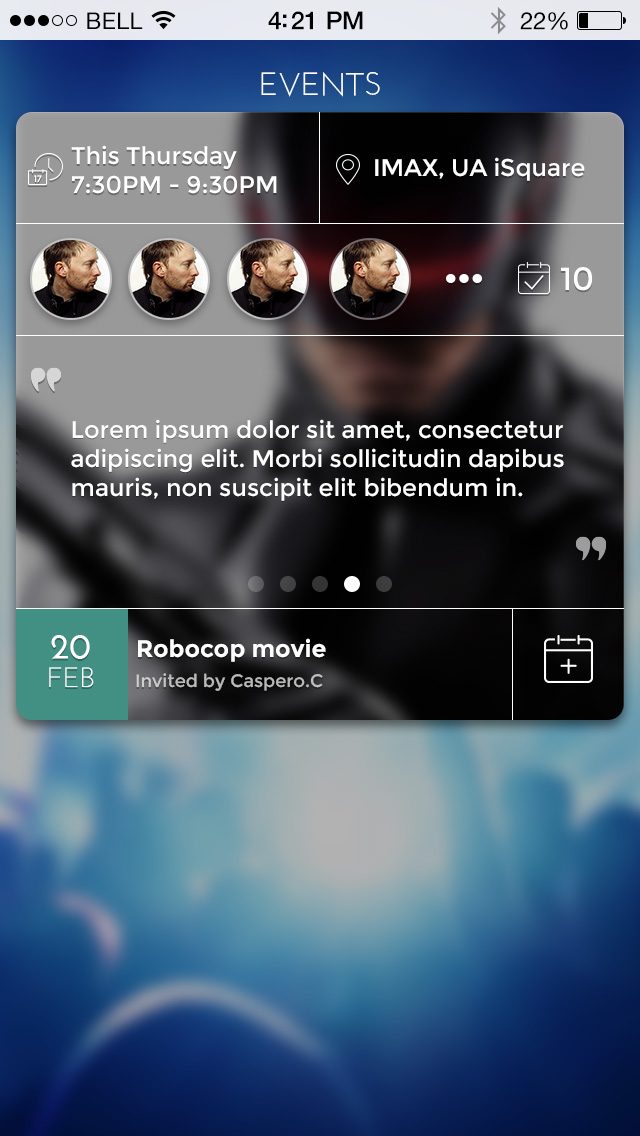 BELL 4:21 PM 22%
EVENTS
This Thursday
7:30PM - 9:30PM
IMAX, UA iSquare
17
••• 10
❞
Lorem ipsum dolor sit amet, consectetur
adipiscing elit. Morbi sollicitudin dapibus
mauris, non suscipit elit bibendum in.
❞
20
FEB
Robocop movie
Invited by Caspero.C